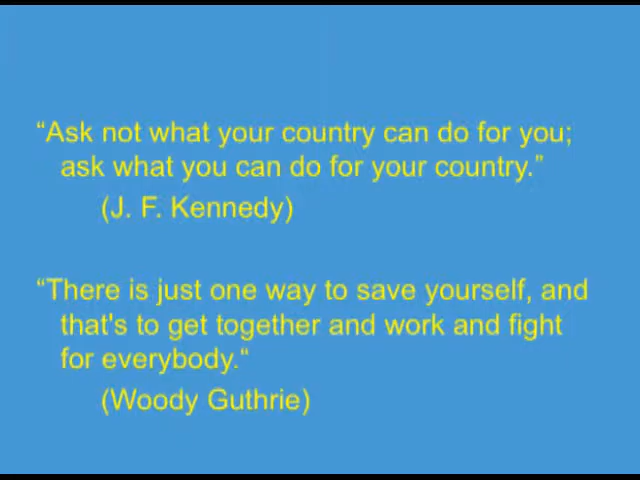 “Ask not what your country can do for you;
ask what you can do for your country.”
(J. F. Kennedy)
“There is just one way to save yourself, and
that's to get together and work and fight
for everybody.“
(Woody Guthrie)